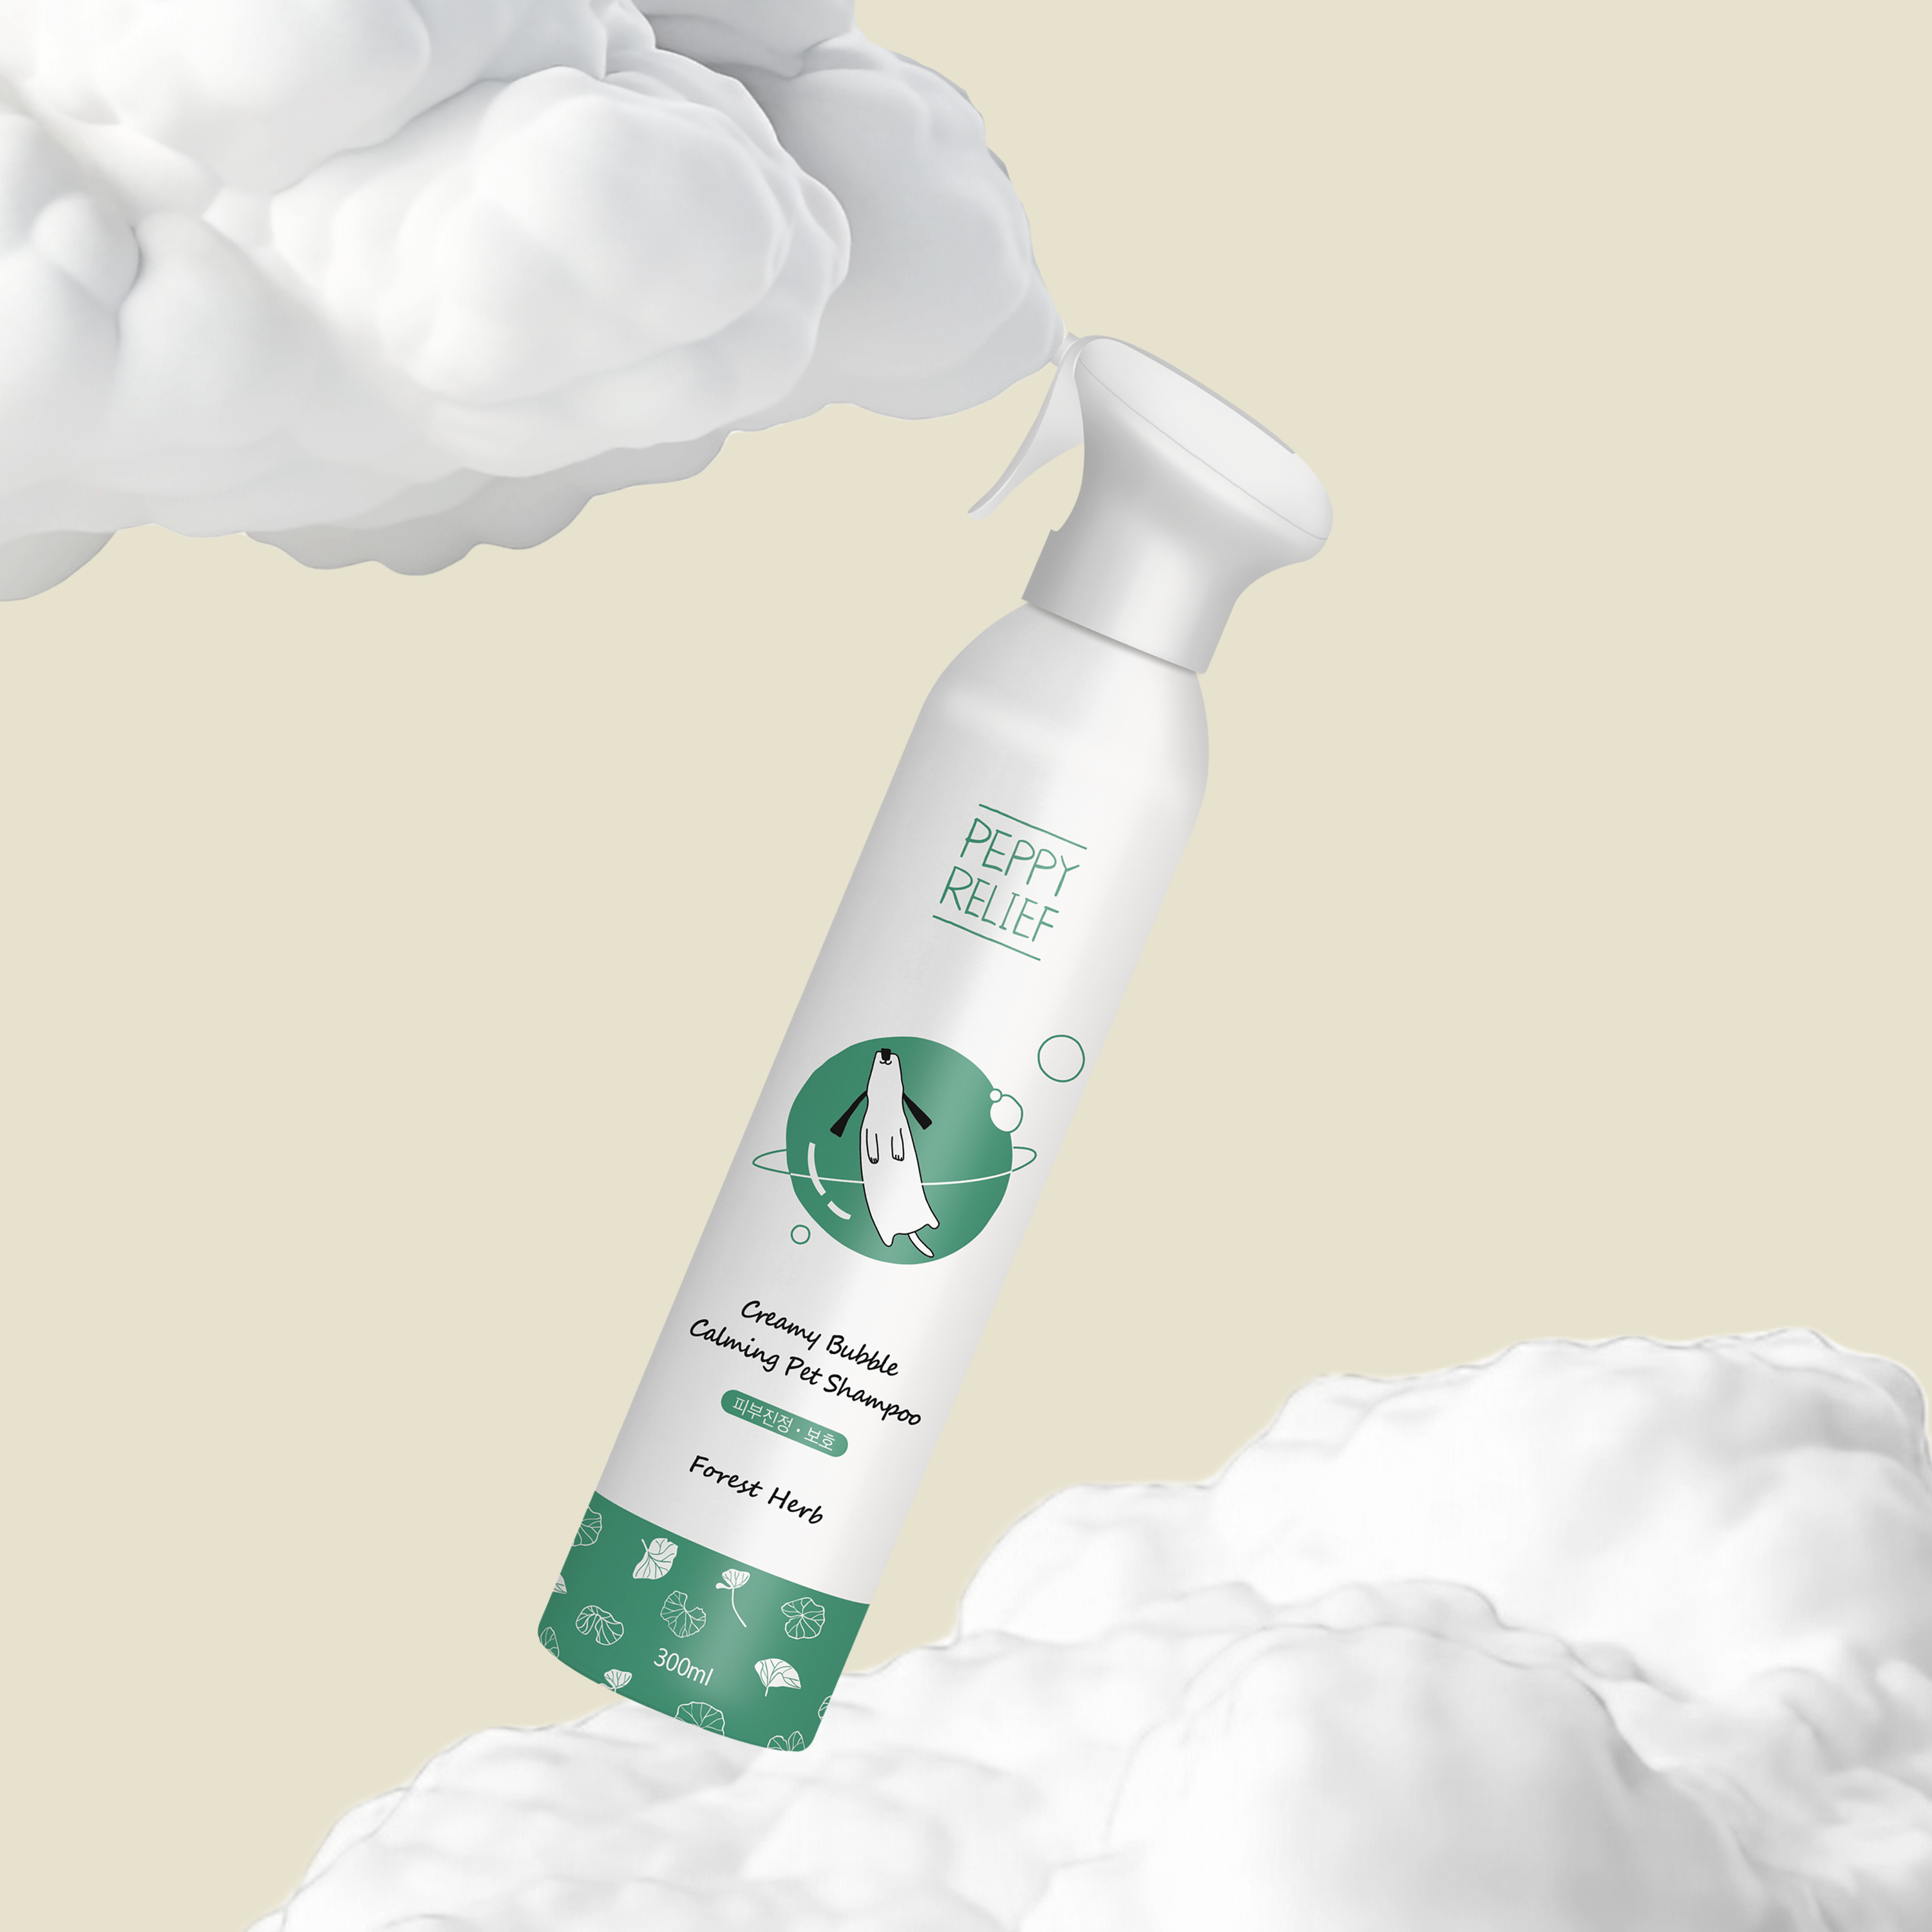 PEPPY
RELIEF
Creamy Bubble
Calming Pet Shampoo
피부진정 • 보호
Forest Herb
300ml